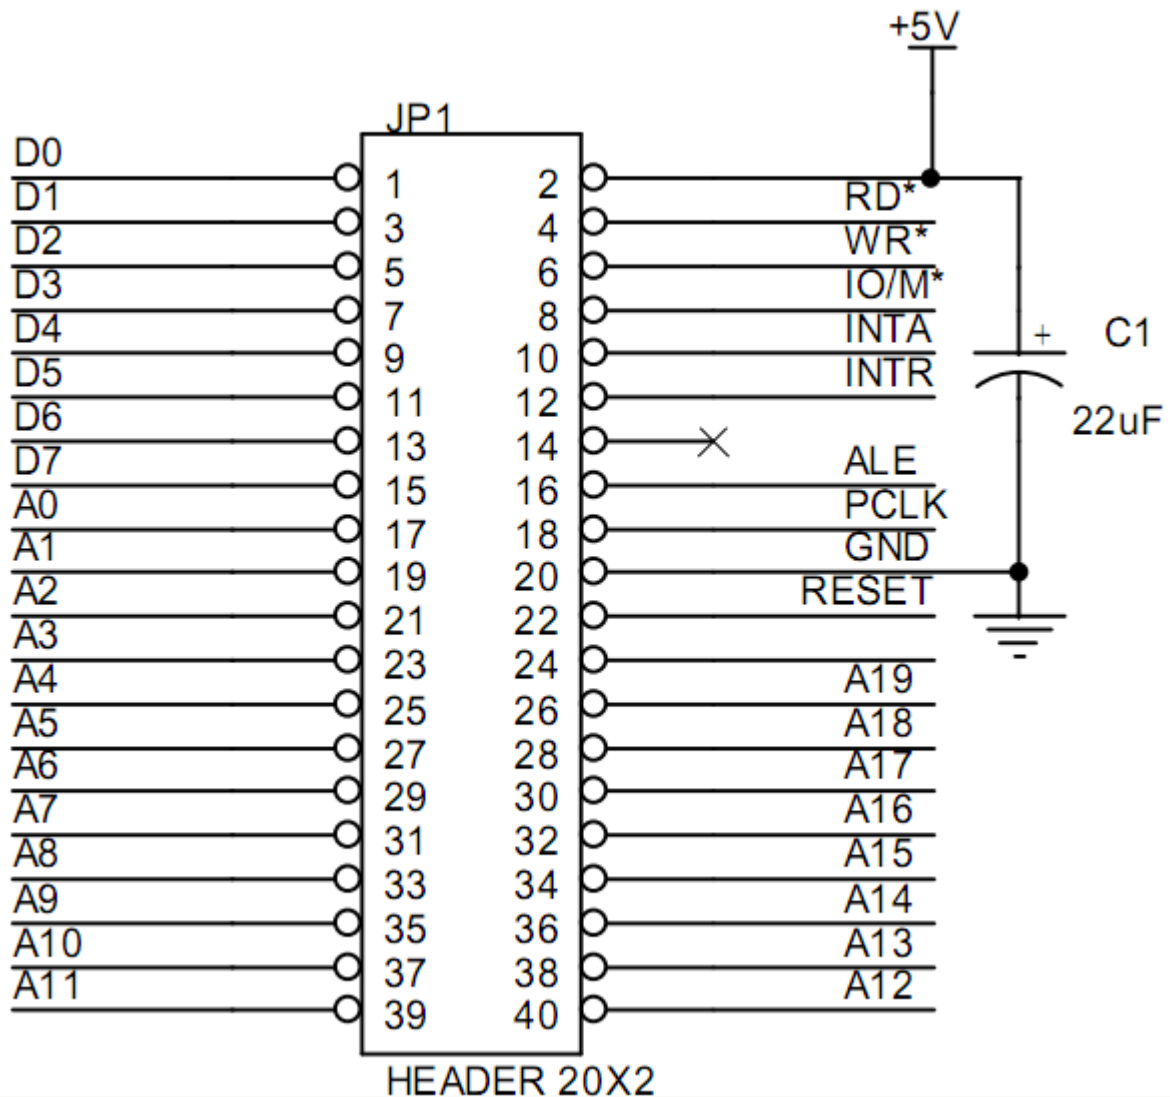 +5V
JP1
D0
1 2
D1 RD*
3 4
D2 WR*
5 6
D3 IO/M*
7 8
D4 INTA
9 10
D5 INTR
11 12
D6
13 14
D7 ALE
15 16
A0 PCLK
17 18
A1 GND
19 20
A2 RESET
21 22
A3
23 24
A4 A19
25 26
A5 A18
27 28
A6 A17
29 30
A7 A16
31 32
A8 A15
33 34
A9 A14
35 36
A10 A13
37 38
A11 A12
39 40
HEADER 20X2
+ C1
22uF